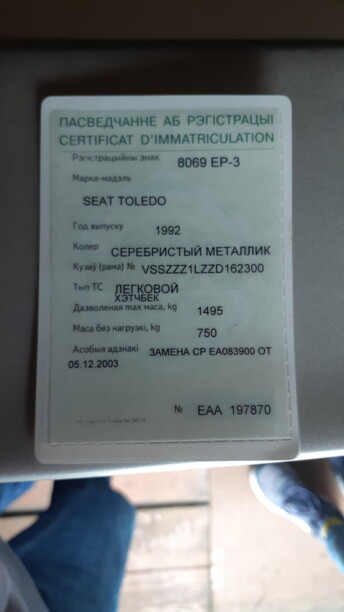 ПАСВЕДЧАННЕ АБ РЭГІСТРАЦЫІ
CERTIFICAT D'IMMATRICULATION
Рэгістрацыйны знак 8069 EP-3
Марка-мадэль
SEAT TOLEDO
Год выпуску 1992
Колер СЕРЕБРИСТЫЙ МЕТАЛЛИК
Кузаў (рама) № VSSZZZ1LZZD162300
Тып ТС ЛЕГКОВОЙ
ХЭТЧБЕК
Дазволеная max маса, kg 1495
Маса без нагрузкі, kg 750
Асобыя адзнакі ЗАМЕНА СР ЕА083900 ОТ
05.12.2003
№ EAA 197870